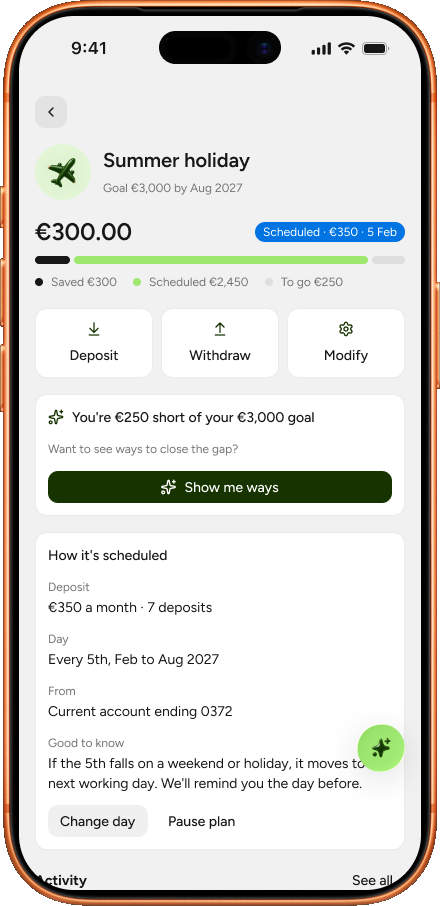 9:41
Summer holiday
Goal €3,000 by Aug 2027
€300.00
Scheduled · €350 · 5 Feb
Saved €300
Scheduled €2,450
To go €250
Deposit
Withdraw
Modify
You're €250 short of your €3,000 goal
Want to see ways to close the gap?
Show me ways
How it's scheduled
Deposit
€350 a month · 7 deposits
Day
Every 5th, Feb to Aug 2027
From
Current account ending 0372
Good to know
If the 5th falls on a weekend or holiday, it moves to
next working day. We'll remind you the day before.
Change day
Pause plan
Activity
See all